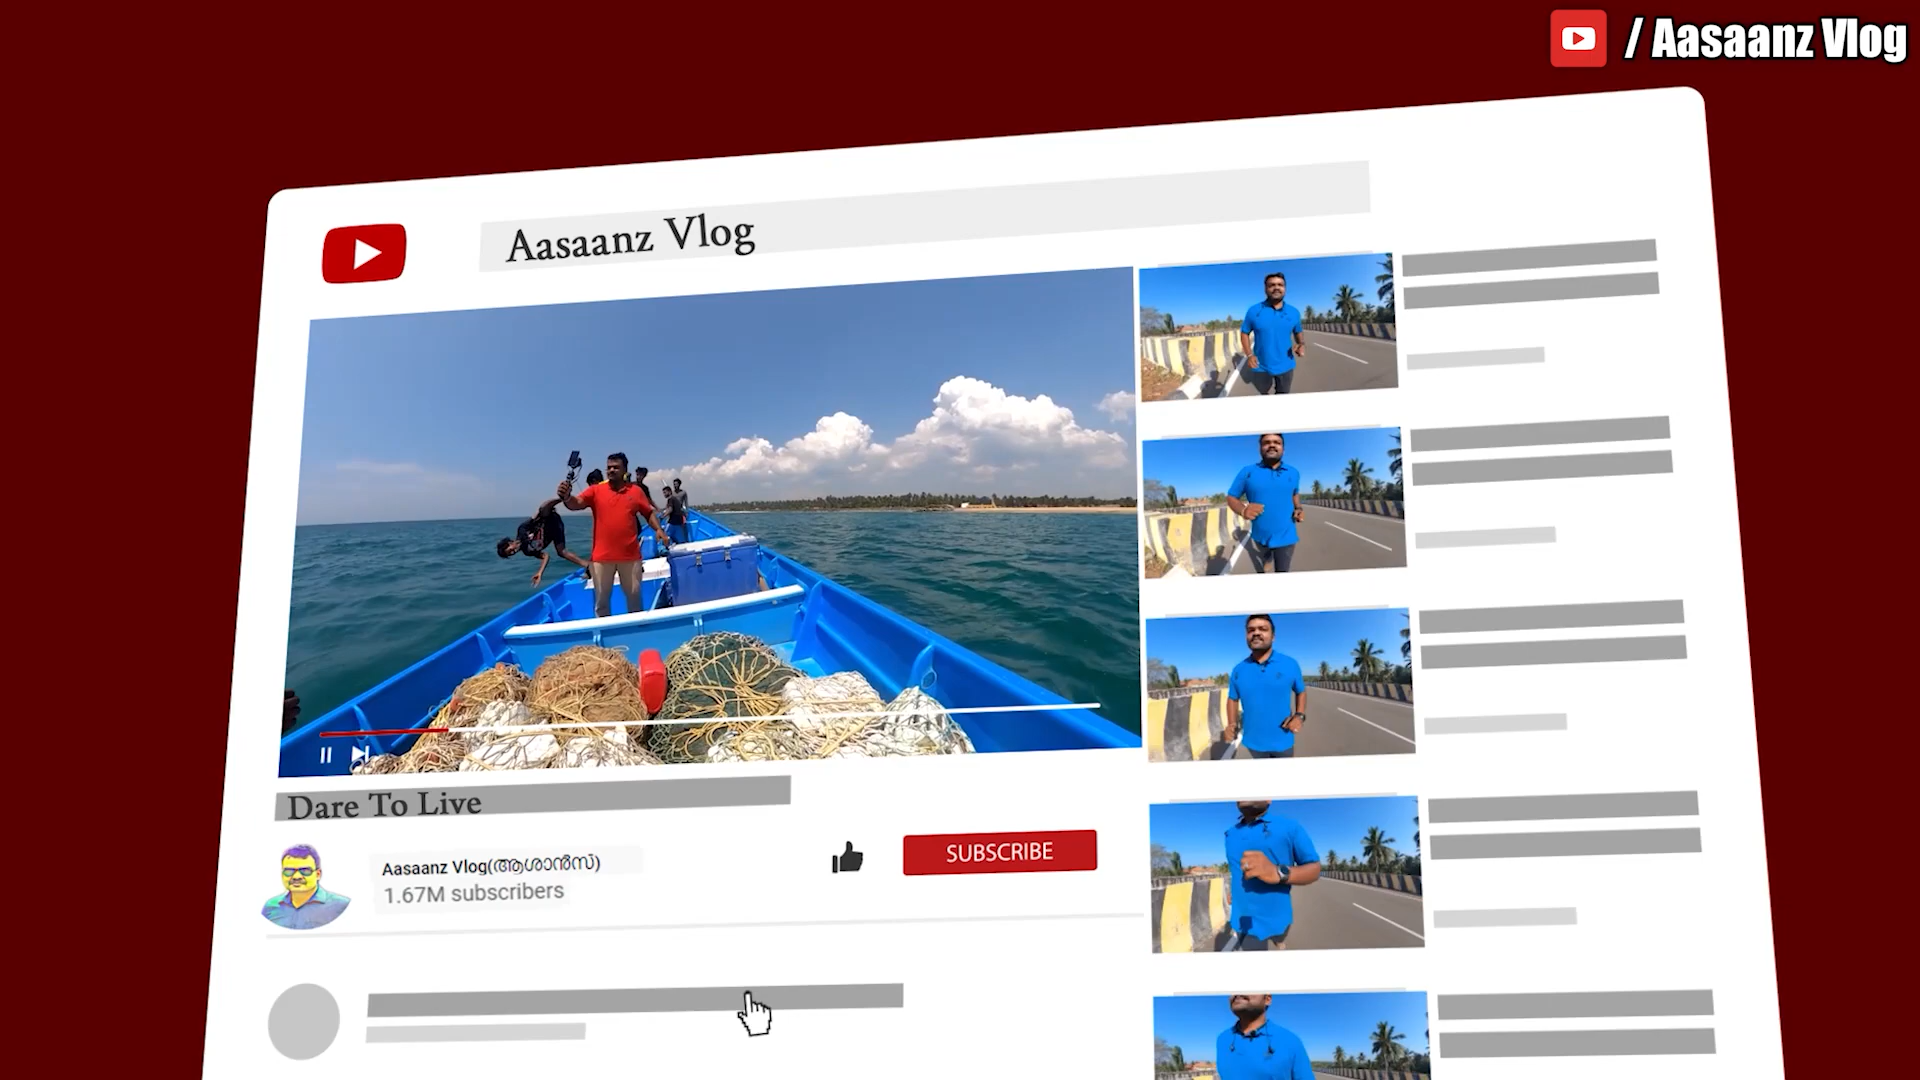 / Aasaanz Vlog
Aasaanz Vlog
Dare To Live
Aasaanz Vlog(ആശാൻസ്)
1.67M subscribers
SUBSCRIBE